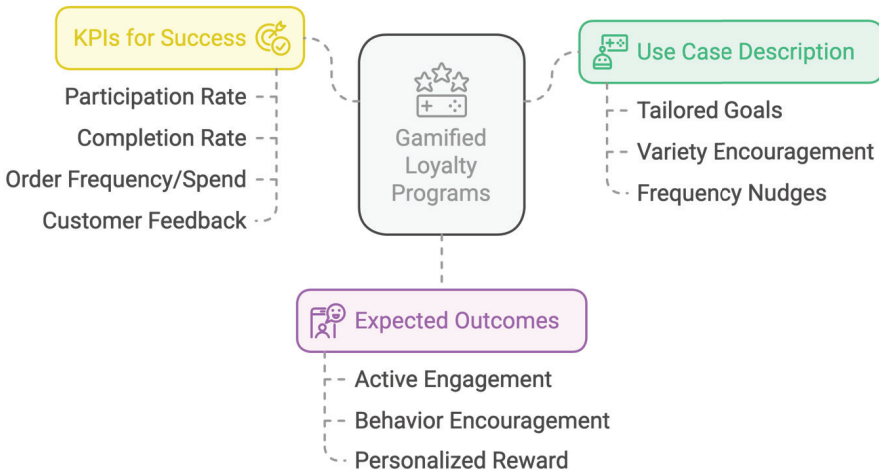 KPIs for Success
Participation Rate
Completion Rate
Order Frequency/Spend
Customer Feedback
Gamified
Loyalty
Programs
Use Case Description
Tailored Goals
Variety Encouragement
Frequency Nudges
Expected Outcomes
Active Engagement
Behavior Encouragement
Personalized Reward